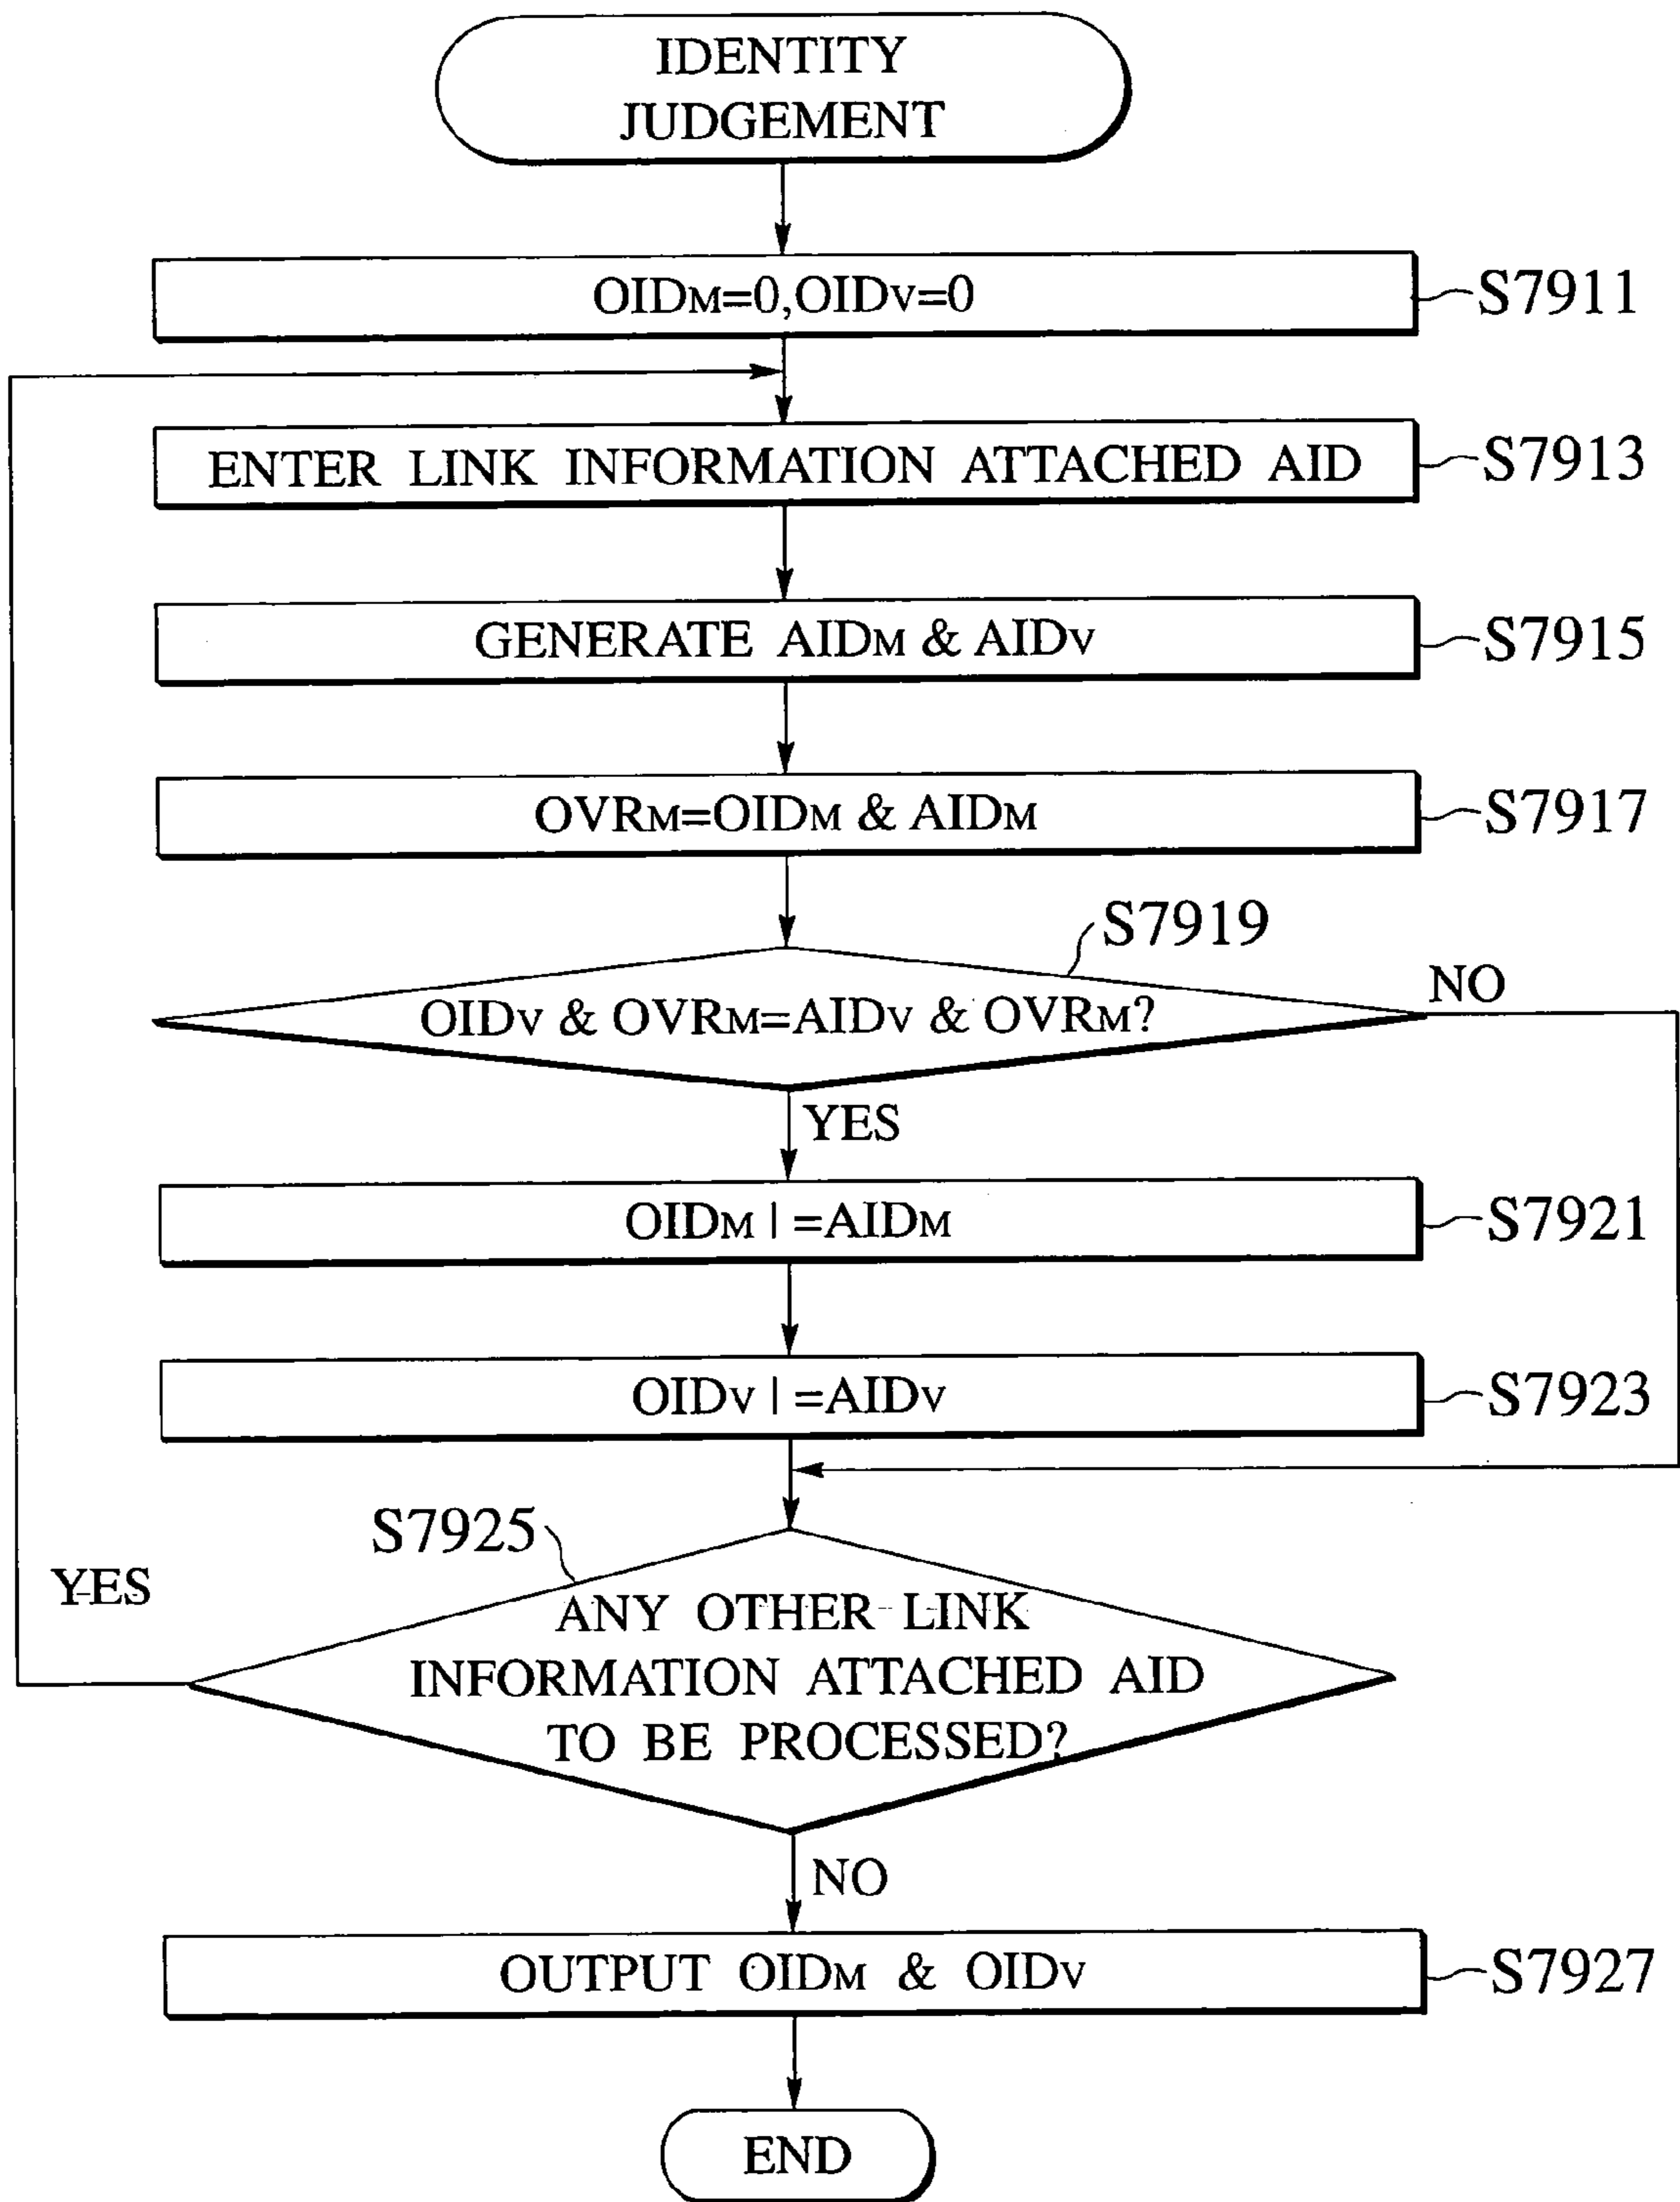 IDENTITY
JUDGEMENT
OIDM=0,OIDV=0
S7911
ENTER LINK INFORMATION ATTACHED AID
S7913
GENERATE AIDM & AIDV
S7915
OVRM=OIDM & AIDM
S7917
S7919
OIDV & OVRM=AIDV & OVRM?
NO
YES
OIDM | =AIDM
S7921
OIDV | =AIDV
S7923
S7925
YES
ANY OTHER LINK
INFORMATION ATTACHED AID
TO BE PROCESSED?
NO
OUTPUT OIDM & OIDV
S7927
END